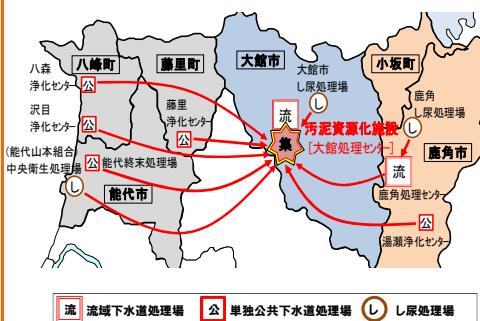 八峰町
藤里町
大館市
小坂町
八森
浄化センター
公
沢目
浄化センター
公
藤里
浄化センター
公
大館市
し尿処理場
し
流
集
汚泥資源化施設
[大館処理センター]
鹿角
し尿処理場
し
流
鹿角市
鹿角処理センター
公
湯瀬浄化センター
(能代山本組合)
中央衛生処理場
し
公
能代終末処理場
能代市
流 流域下水道処理場 公 単独公共下水道処理場 し し尿処理場